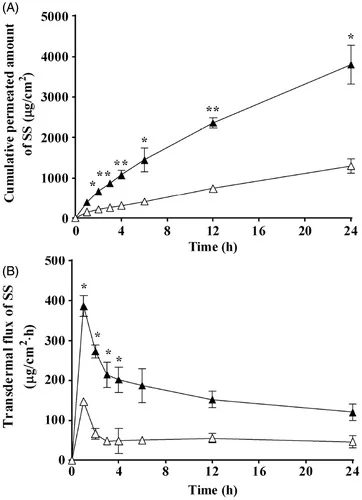 (A)
Cumulative permeated amount
of SS (μg/cm²)
5000
4000
3000
2000
1000
0
* ** ** * ** *
0 4 8 12 16 20 24
Time (h)
(B)
Transdermal flux of SS
(μg/cm²·h)
500
400
300
200
100
0
* * * *
0 4 8 12 16 20 24
Time (h)